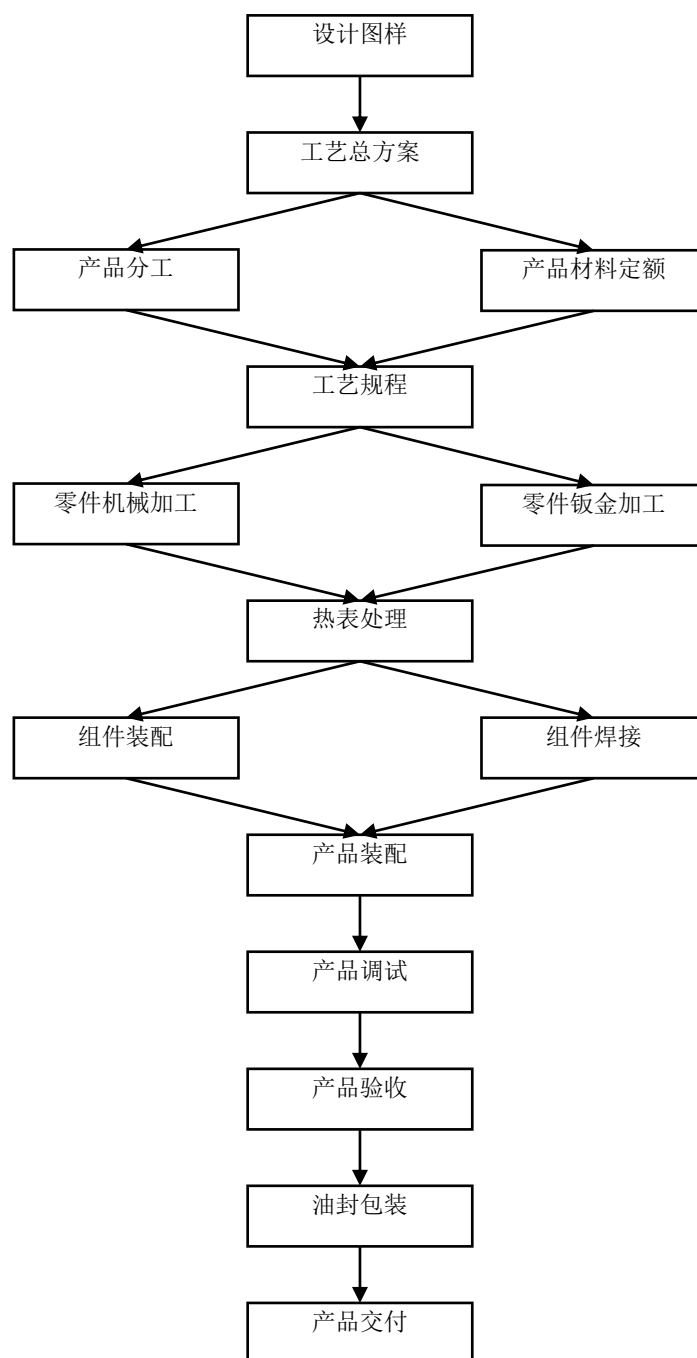 设计图样
工艺总方案
产品分工
产品材料定额
工艺规程
零件机械加工
零件钣金加工
热表处理
组件装配
组件焊接
产品装配
产品调试
产品验收
油封包装
产品交付